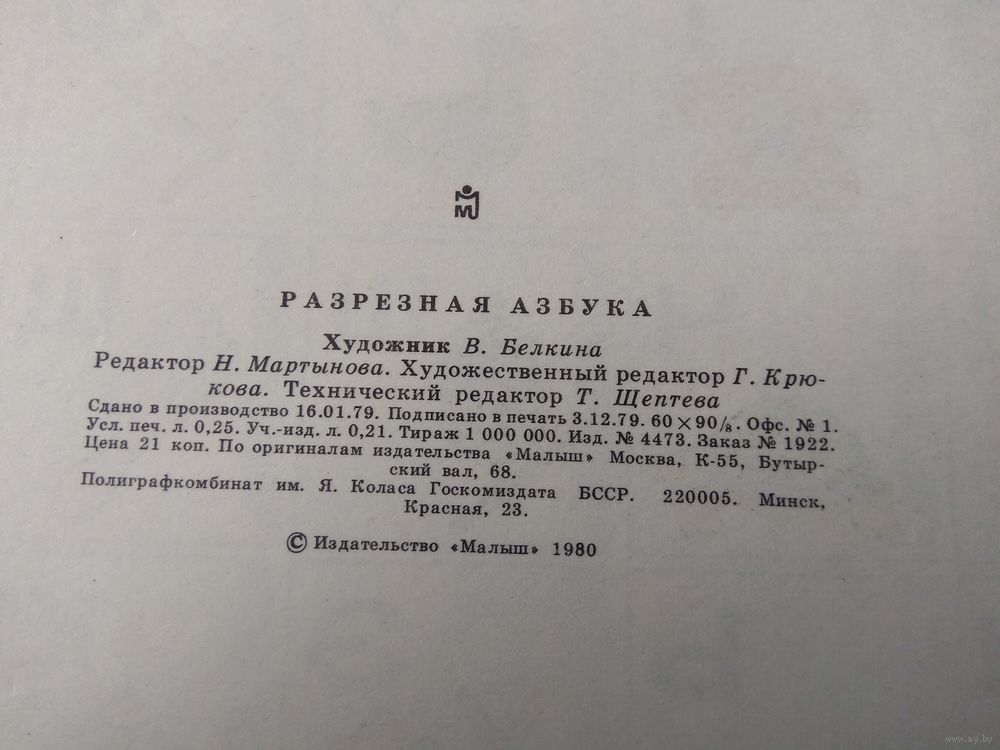 РАЗРЕЗНАЯ АЗБУКА
Художник В. Белкина
Редактор Н. Мартынова. Художественный редактор Г. Крю-
кова. Технический редактор Т. Щептева
Сдано в производство 16.01.79. Подписано в печать 3.12.79. 60×90/8. Офс. № 1.
Усл. печ. л. 0,25. Уч.-изд. л. 0,21. Тираж 1 000 000. Изд. № 4473. Заказ № 1922.
Цена 21 коп. По оригиналам издательства «Малыш» Москва, К-55, Бутыр-
ский вал, 68.
Полиграфкомбинат им. Я. Коласа Госкомиздата БССР. 220005. Минск,
Красная, 23.
© Издательство «Малыш» 1980
www.ay.by